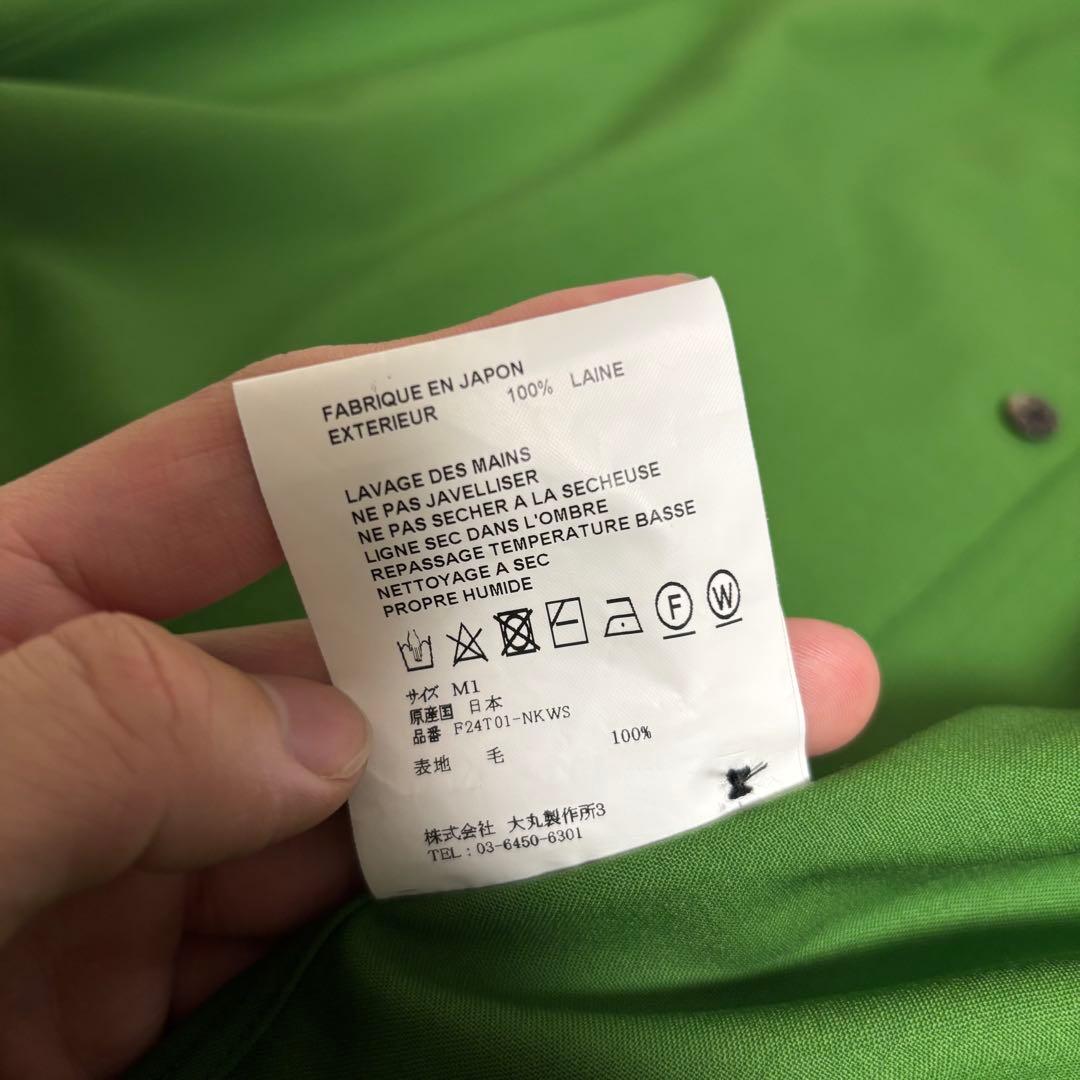 FABRIQUE EN JAPON
EXTERIEUR 100% LAINE
LAVAGE DES MAINS
NE PAS JAVELLISER
NE PAS SECHER A LA SECHEUSE
LIGNE SEC DANS L'OMBRE
REPASSAGE TEMPERATURE BASSE
NETTOYAGE A SEC
PROPRE HUMIDE
F W
サイズ M1
原産国 日本
品番 F24T01-NKWS
表地 毛 100%
株式会社 大丸製作所3
TEL：03-6450-6301